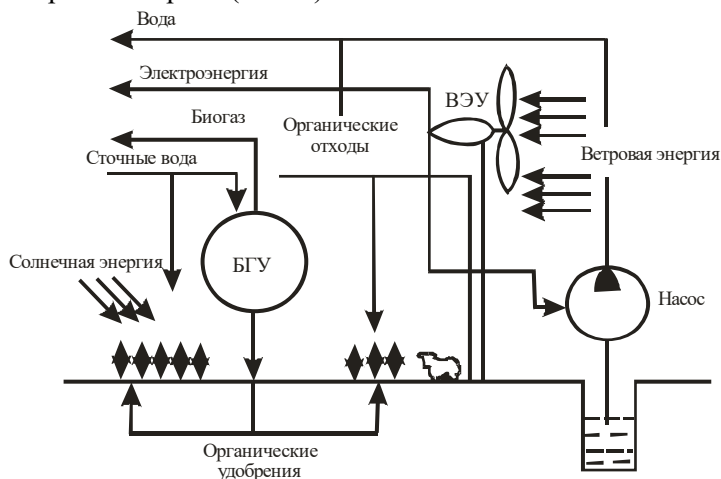 Вода
Электроэнергия
ВЭУ
Биогаз
Органические
отходы
Сточные вода
Ветровая энергия
Солнечная энергия
БГУ
Насос
Органические
удобрения